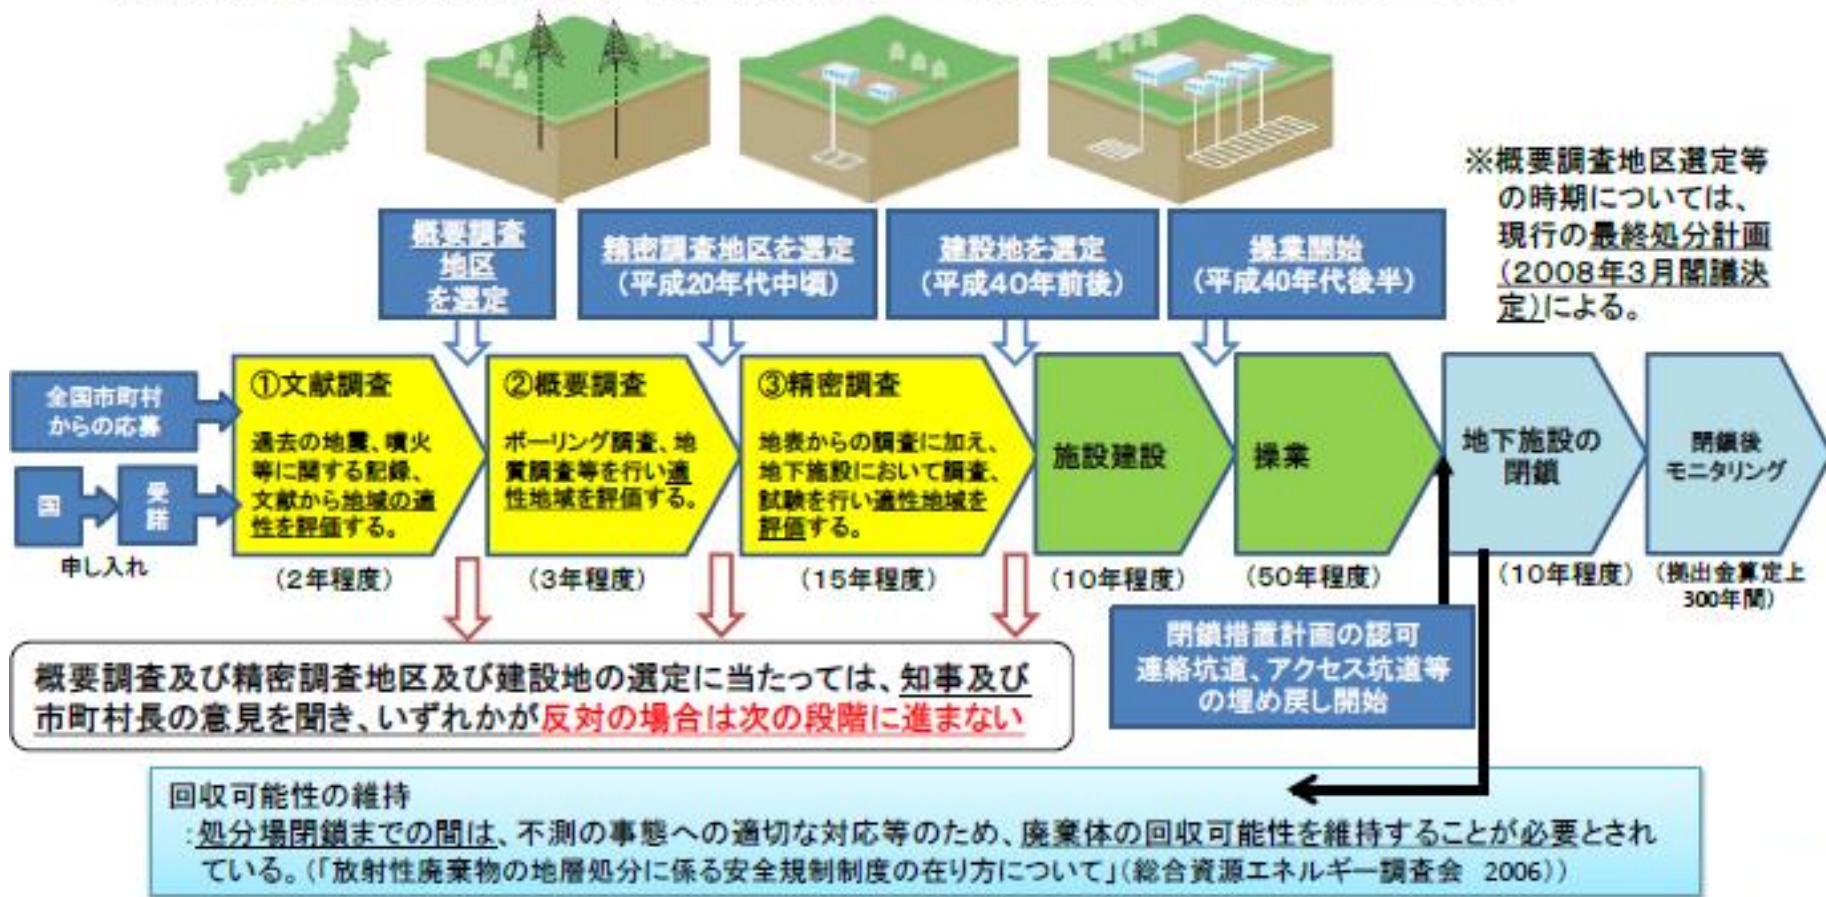 ※概要調査地区選定等
の時期については、
現行の最終処分計画
(2008年3月閣議決
定)による。
概要調査
地区
を選定
精密調査地区を選定
(平成20年代中頃)
建設地を選定
(平成40年前後)
操業開始
(平成40年代後半)
全国市町村
からの応募
国
受
諾
申し入れ
①文献調査
過去の地震、噴火
等に関する記録、
文献から地域の適
性を評価する。
(2年程度)
②概要調査
ボーリング調査、地
質調査等を行い適
性地域を評価する。
(3年程度)
③精密調査
地表からの調査に加え、
地下施設において調査、
試験を行い適性地域を
評価する。
(15年程度)
施設建設
(10年程度)
操業
(50年程度)
地下施設の
閉鎖
(10年程度)
閉鎖後
モニタリング
(拠出金算定上
300年間)
概要調査及び精密調査地区及び建設地の選定に当たっては、知事及び
市町村長の意見を聞き、いずれかが反対の場合は次の段階に進まない
閉鎖措置計画の認可
連絡坑道、アクセス坑道等
の埋め戻し開始
回収可能性の維持
:処分場閉鎖までの間は、不測の事態への適切な対応等のため、廃棄体の回収可能性を維持することが必要とされ
ている。(「放射性廃棄物の地層処分に係る安全規制制度の在り方について」(総合資源エネルギー調査会 2006))